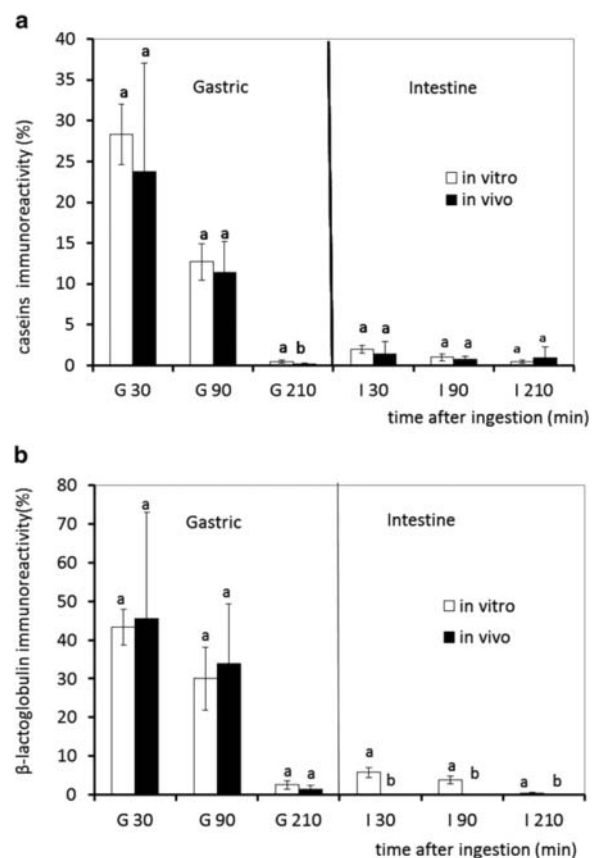 a
40
35
30
25
20
15
10
5
0
caseins immunoreactivity (%)
Gastric
Intestine
a a
a a
a b
a a
a a
a a
in vitro
in vivo
G 30 G 90 G 210 I 30 I 90 I 210
time after ingestion (min)
b
80
70
60
50
40
30
20
10
0
β-lactoglobulin immunoreactivity(%)
Gastric
Intestine
a a
a a
a a
a b
a b
a b
in vitro
in vivo
G 30 G 90 G 210 I 30 I 90 I 210
time after ingestion (min)